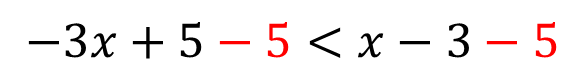 −3x + 5 − 5 < x − 3 − 5